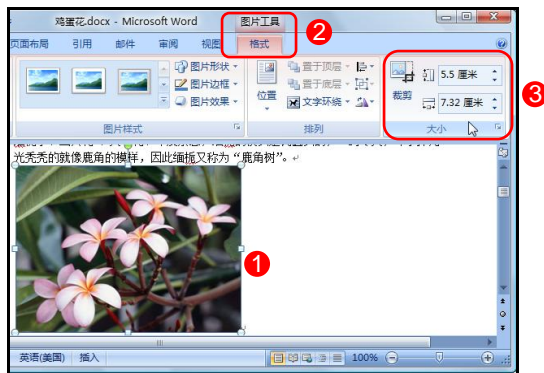 鸡蛋花.docx - Microsoft Word
图片工具
2
页面布局 引用 邮件 审阅 视图 格式
图片形状
图片边框
图片效果
图片样式
位置
置于顶层
置于底层
文字环绕
排列
裁剪
5.5 厘米
7.32 厘米
大小
3
光秃秃的就像鹿角的模样，因此缅扼又称为“鹿角树”。
1
英语(美国) 插入 100%